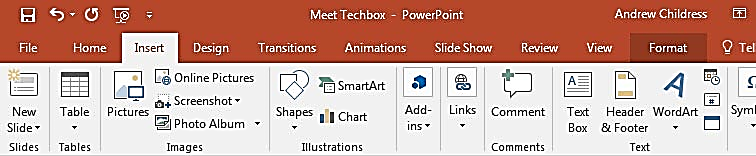 Meet Techbox - PowerPoint
Andrew Childress
File Home Insert Design Transitions Animations Slide Show Review View Format Tel
New Slide
Table
Pictures
Online Pictures
Screenshot
Photo Album
Shapes
SmartArt
Chart
Add-ins
Links
Comment
Text Box
Header & Footer
WordArt
Symb
Slides Tables Images Illustrations Comments Text